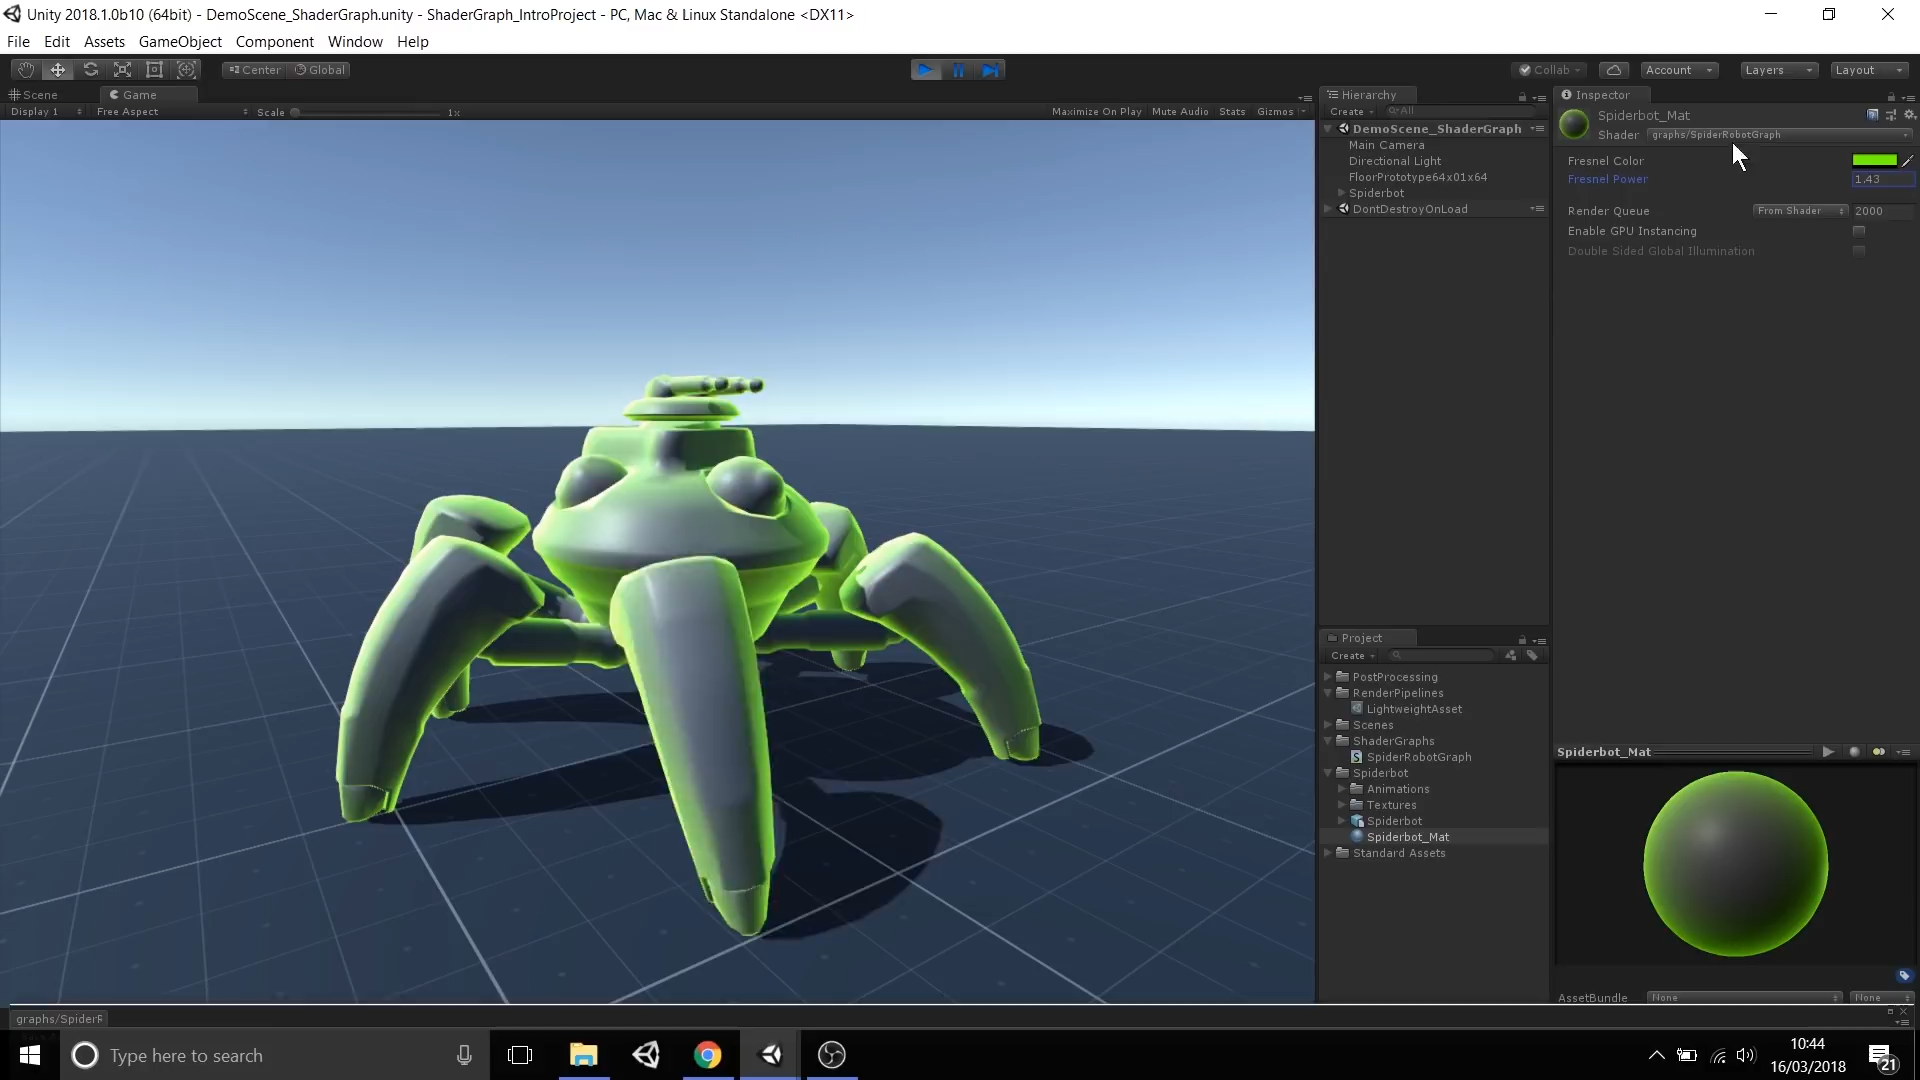 Unity 2018.1.0b10 (64bit) - DemoScene_ShaderGraph.unity - ShaderGraph_IntroProject - PC, Mac & Linux Standalone <DX11>
File Edit Assets GameObject Component Window Help
Center Global Collab Account Layers Layout
Scene Game Hierarchy Inspector
Display 1 Free Aspect Scale 1x Maximize On Play Mute Audio Stats Gizmos Create All
Spiderbot_Mat
Shader graphs/SpiderRobotGraph
DemoScene_ShaderGraph
Main Camera
Directional Light
FloorPrototype64x01x64
Spiderbot
DontDestroyOnLoad
Fresnel Color
Fresnel Power 1.43
Render Queue From Shader 2000
Enable GPU Instancing
Double Sided Global Illumination
Project
Create
PostProcessing
RenderPipelines
LightweightAsset
Scenes
ShaderGraphs
SpiderRobotGraph
Spiderbot
Animations
Textures
Spiderbot
Spiderbot_Mat
Standard Assets
Spiderbot_Mat
AssetBundle None None
graphs/SpiderR
Type here to search
10:44
16/03/2018
21